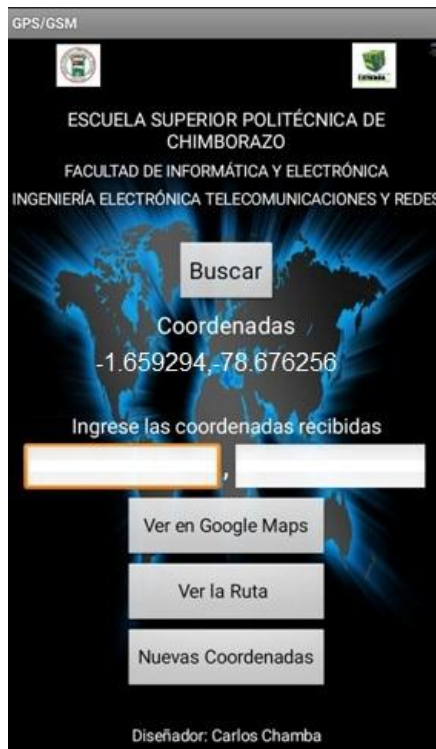 GPS/GSM
ESCUELA SUPERIOR POLITÉCNICA DE
CHIMBORAZO
FACULTAD DE INFORMÁTICA Y ELECTRÓNICA
INGENIERÍA ELECTRÓNICA TELECOMUNICACIONES Y REDES
Buscar
Coordenadas
-1.659294,-78.676256
Ingrese las coordenadas recibidas
,
Ver en Google Maps
Ver la Ruta
Nuevas Coordenadas
Diseñador: Carlos Chamba